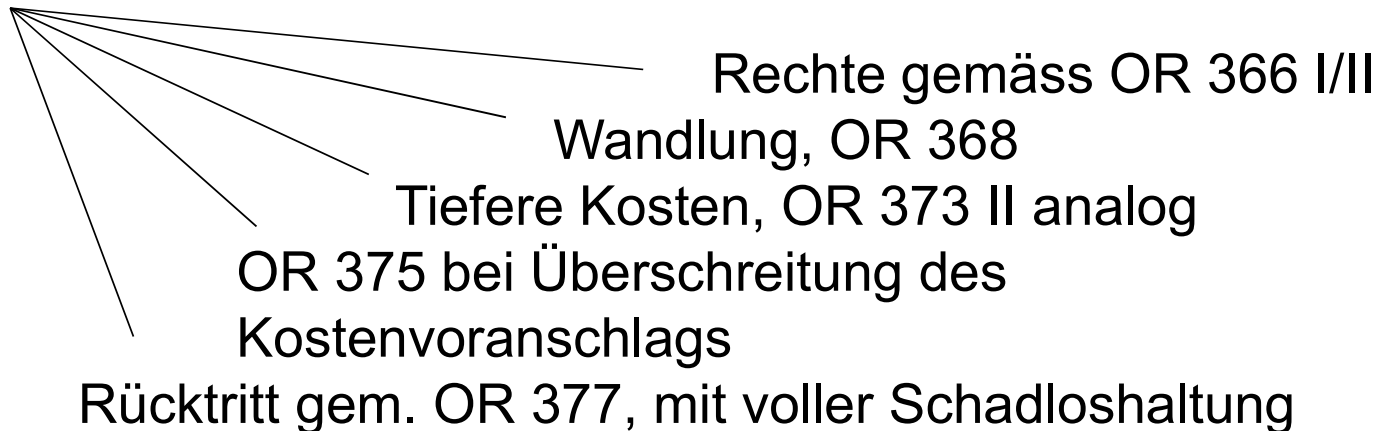 Rechte gemäss OR 366 I/II
Wandlung, OR 368
Tiefere Kosten, OR 373 II analog
OR 375 bei Überschreitung des
Kostenvoranschlags
Rücktritt gem. OR 377, mit voller Schadloshaltung